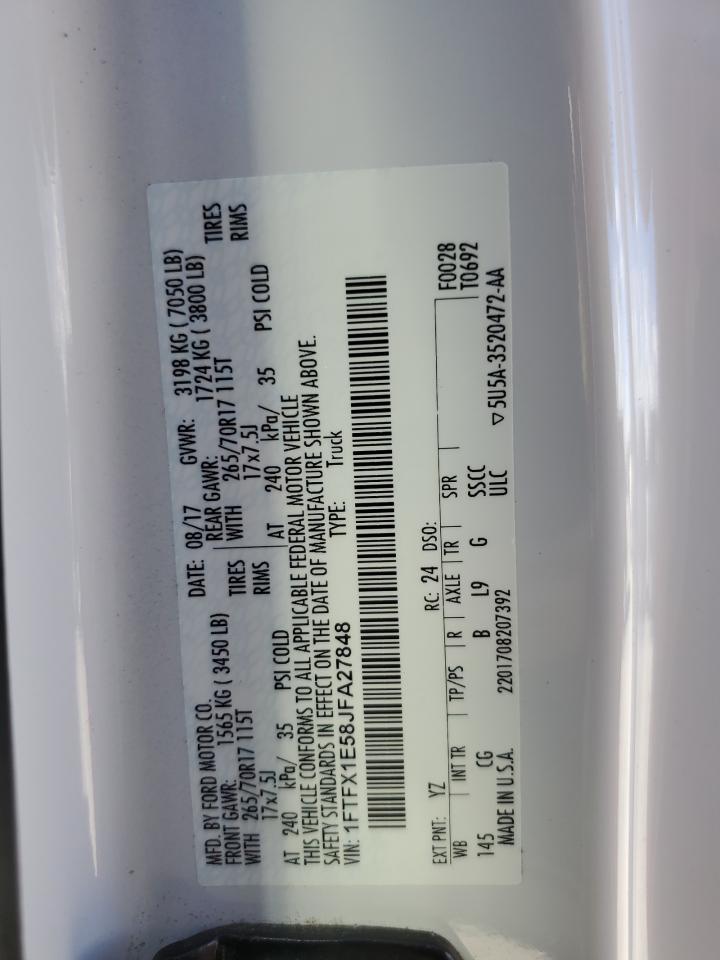 MFD. BY FORD MOTOR CO.
DATE: 08/17 GVWR: 3198 KG ( 7050 LB)
FRONT GAWR: 1565 KG ( 3450 LB) REAR GAWR: 1724 KG ( 3800 LB)
WITH 265/70R17 115T TIRES WITH 265/70R17 115T TIRES
17x7.5J RIMS 17x7.5J RIMS
AT 240 kPa/ 35 PSI COLD AT 240 kPa/ 35 PSI COLD
THIS VEHICLE CONFORMS TO ALL APPLICABLE FEDERAL MOTOR VEHICLE
SAFETY STANDARDS IN EFFECT ON THE DATE OF MANUFACTURE SHOWN ABOVE.
VIN: 1FTFX1E58JFA27848 TYPE: Truck
EXT PNT: YZ RC: 24 DSO: F0028
WB INT TR TP/PS R AXLE TR SPR T0692
145 CG B L9 G SSCC
MADE IN U.S.A. 2201708207392 ULC ▽5U5A-3520472-AA